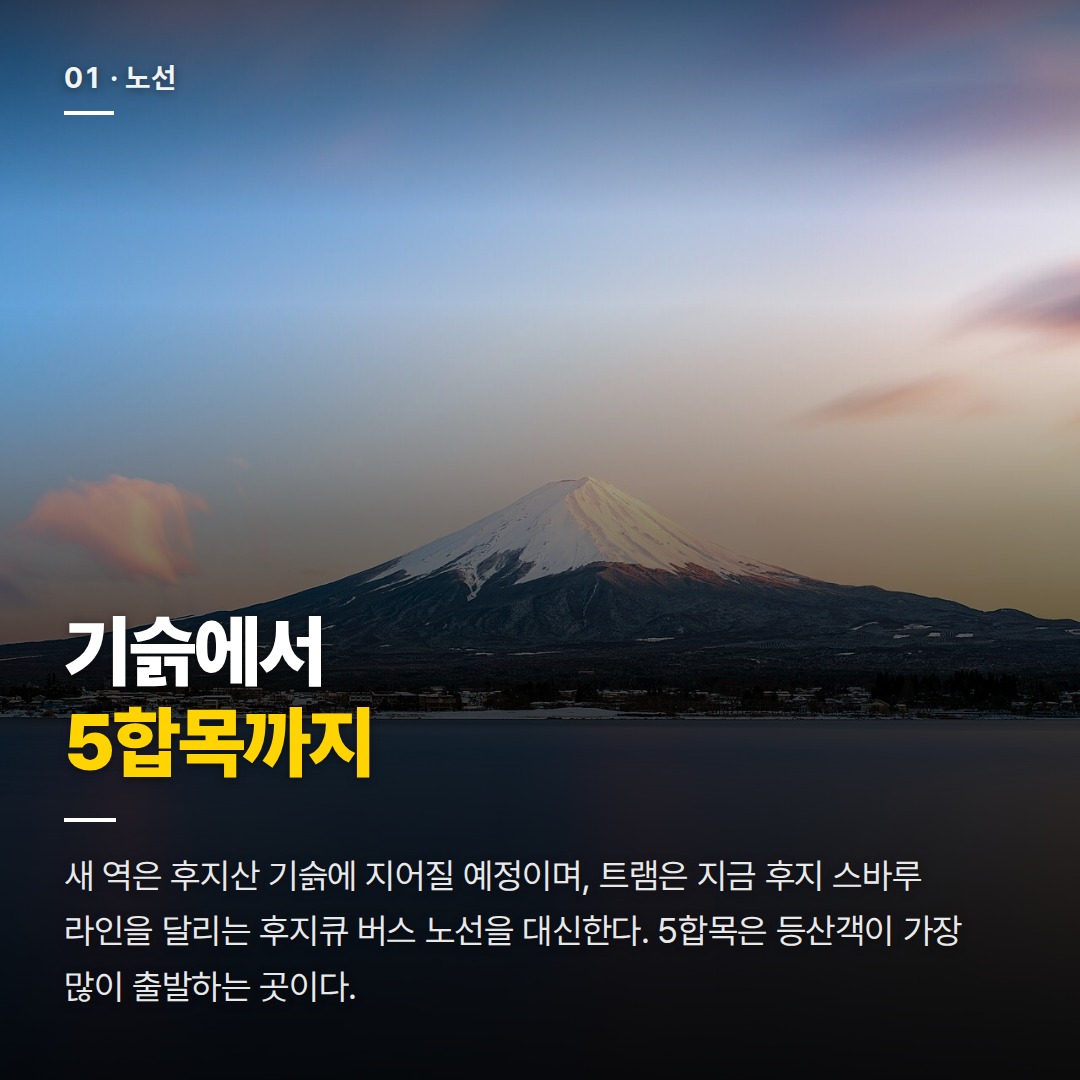 01 · 노선
기슭에서
5합목까지
새 역은 후지산 기슭에 지어질 예정이며, 트램은 지금 후지 스바루
라인을 달리는 후지큐 버스 노선을 대신한다. 5합목은 등산객이 가장
많이 출발하는 곳이다.